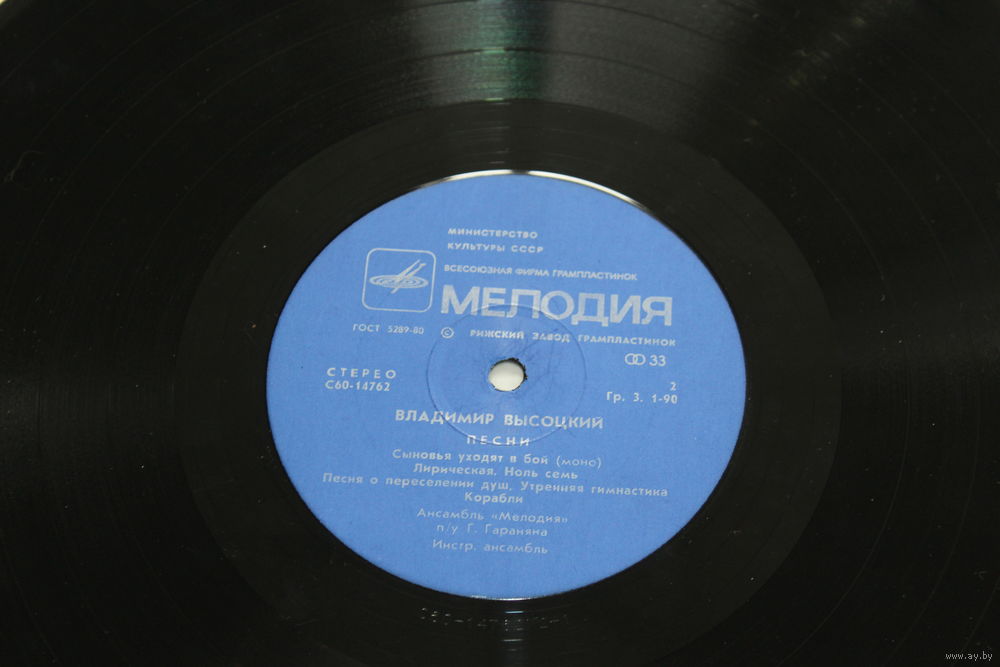 МИНИСТЕРСТВО
КУЛЬТУРЫ СССР
ВСЕСОЮЗНАЯ ФИРМА ГРАМПЛАСТИНОК
МЕЛОДИЯ
ГОСТ 5289-80 © РИЖСКИЙ ЗАВОД ГРАМПЛАСТИНОК
33
СТЕРЕО
С60-14762
2
Гр. 3. 1-90
ВЛАДИМИР ВЫСОЦКИЙ
ПЕСНИ
Сыновья уходят в бой (моно)
Лирическая. Ноль семь
Песня о переселении душ, Утренняя гимнастика
Корабли
Ансамбль «Мелодия»
п/у Г. Гараняна
Инстр. ансамбль
www.ay.by